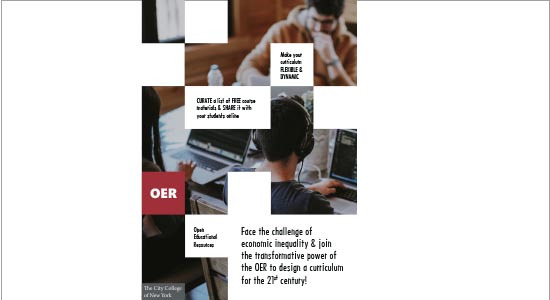 Make your
curriculum
FLEXIBLE &
DYNAMIC
CURATE a list of FREE course
materials & SHARE it with
your students online
OER
Open
Educational
Resources
Face the challenge of
economic inequality & join
the transformative power of
the OER to design a curriculum
for the 21st century!
The City College
of New York